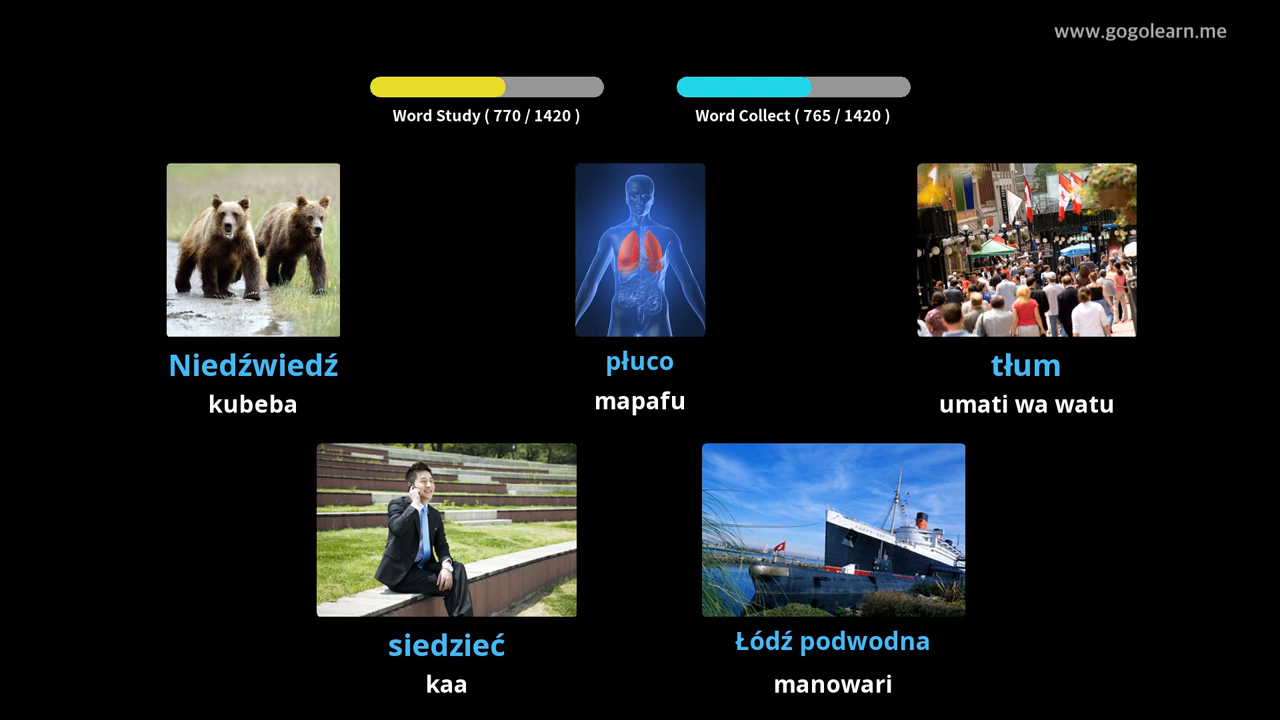 www.gogolearn.me
Word Study ( 770 / 1420 )
Word Collect ( 765 / 1420 )
Niedźwiedź
kubeba
płuco
mapafu
tłum
umati wa watu
siedzieć
kaa
Łódź podwodna
manowari